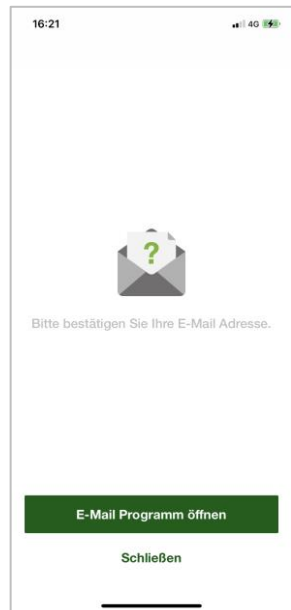 16:21
4G
?
Bitte bestätigen Sie Ihre E-Mail Adresse.
E-Mail Programm öffnen
Schließen